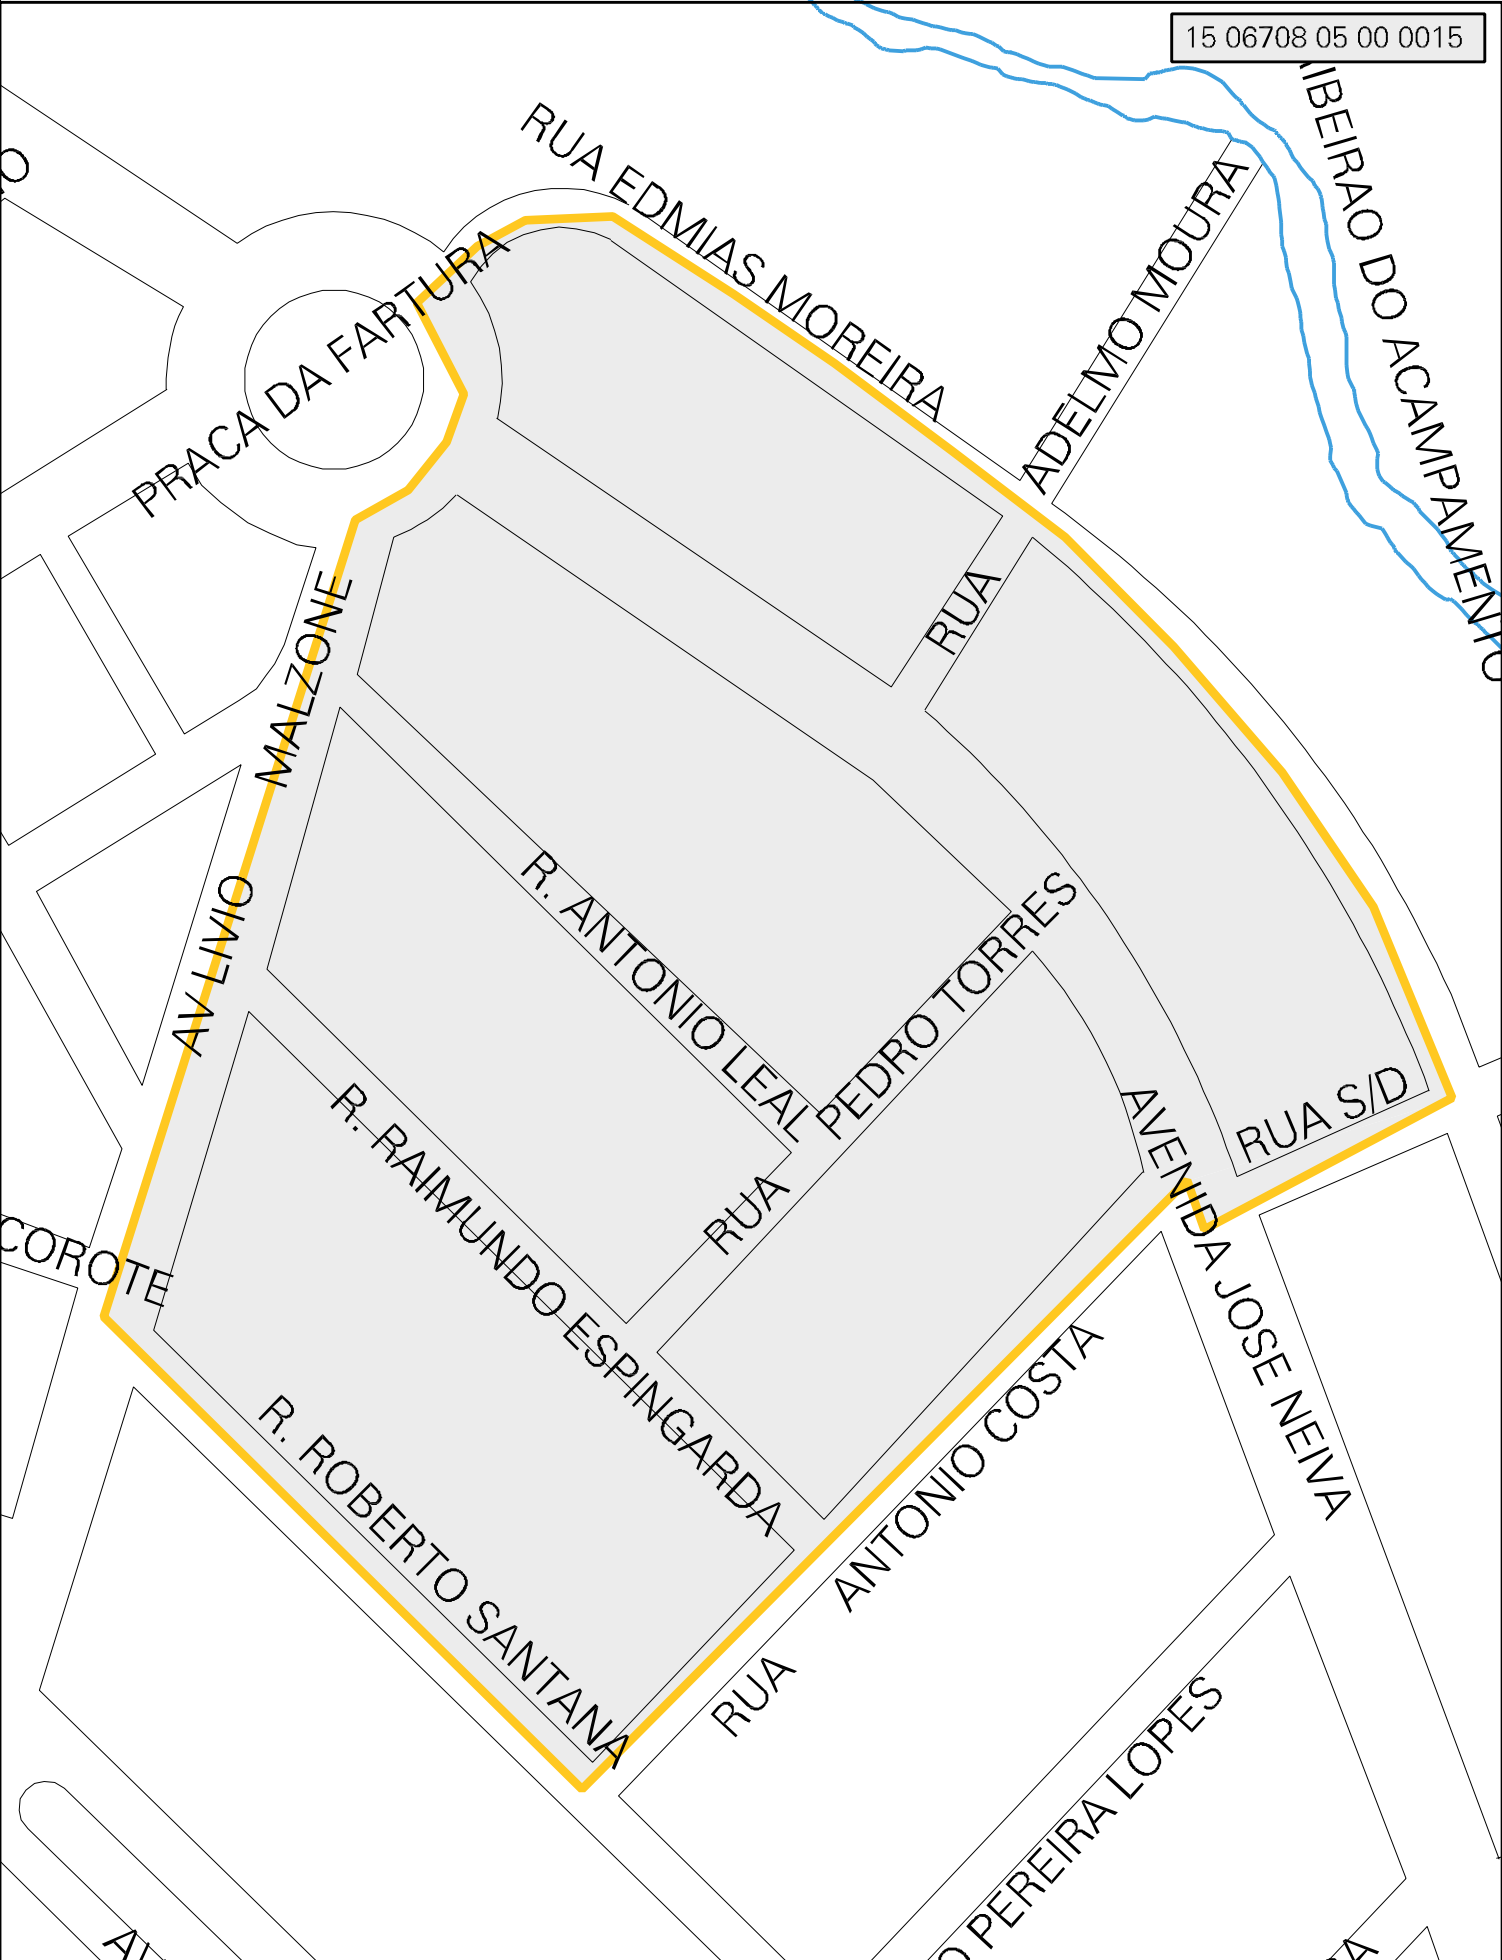 15 06708 05 00 0015
RUA EDMIAS MOREIRA
ADELMO MOURA
RUA
IBEIRAO DO ACAMPAMENTO
PRACA DA FARTURA
AV LIVIO MALZONE
R. ANTONIO LEAL
RUA PEDRO TORRES
RUA S/D
AVENIDA JOSE NEIVA
R. RAIMUNDO ESPINGARDA
COROTE
R. ROBERTO SANTANA
RUA ANTONIO COSTA
O PEREIRA LOPES